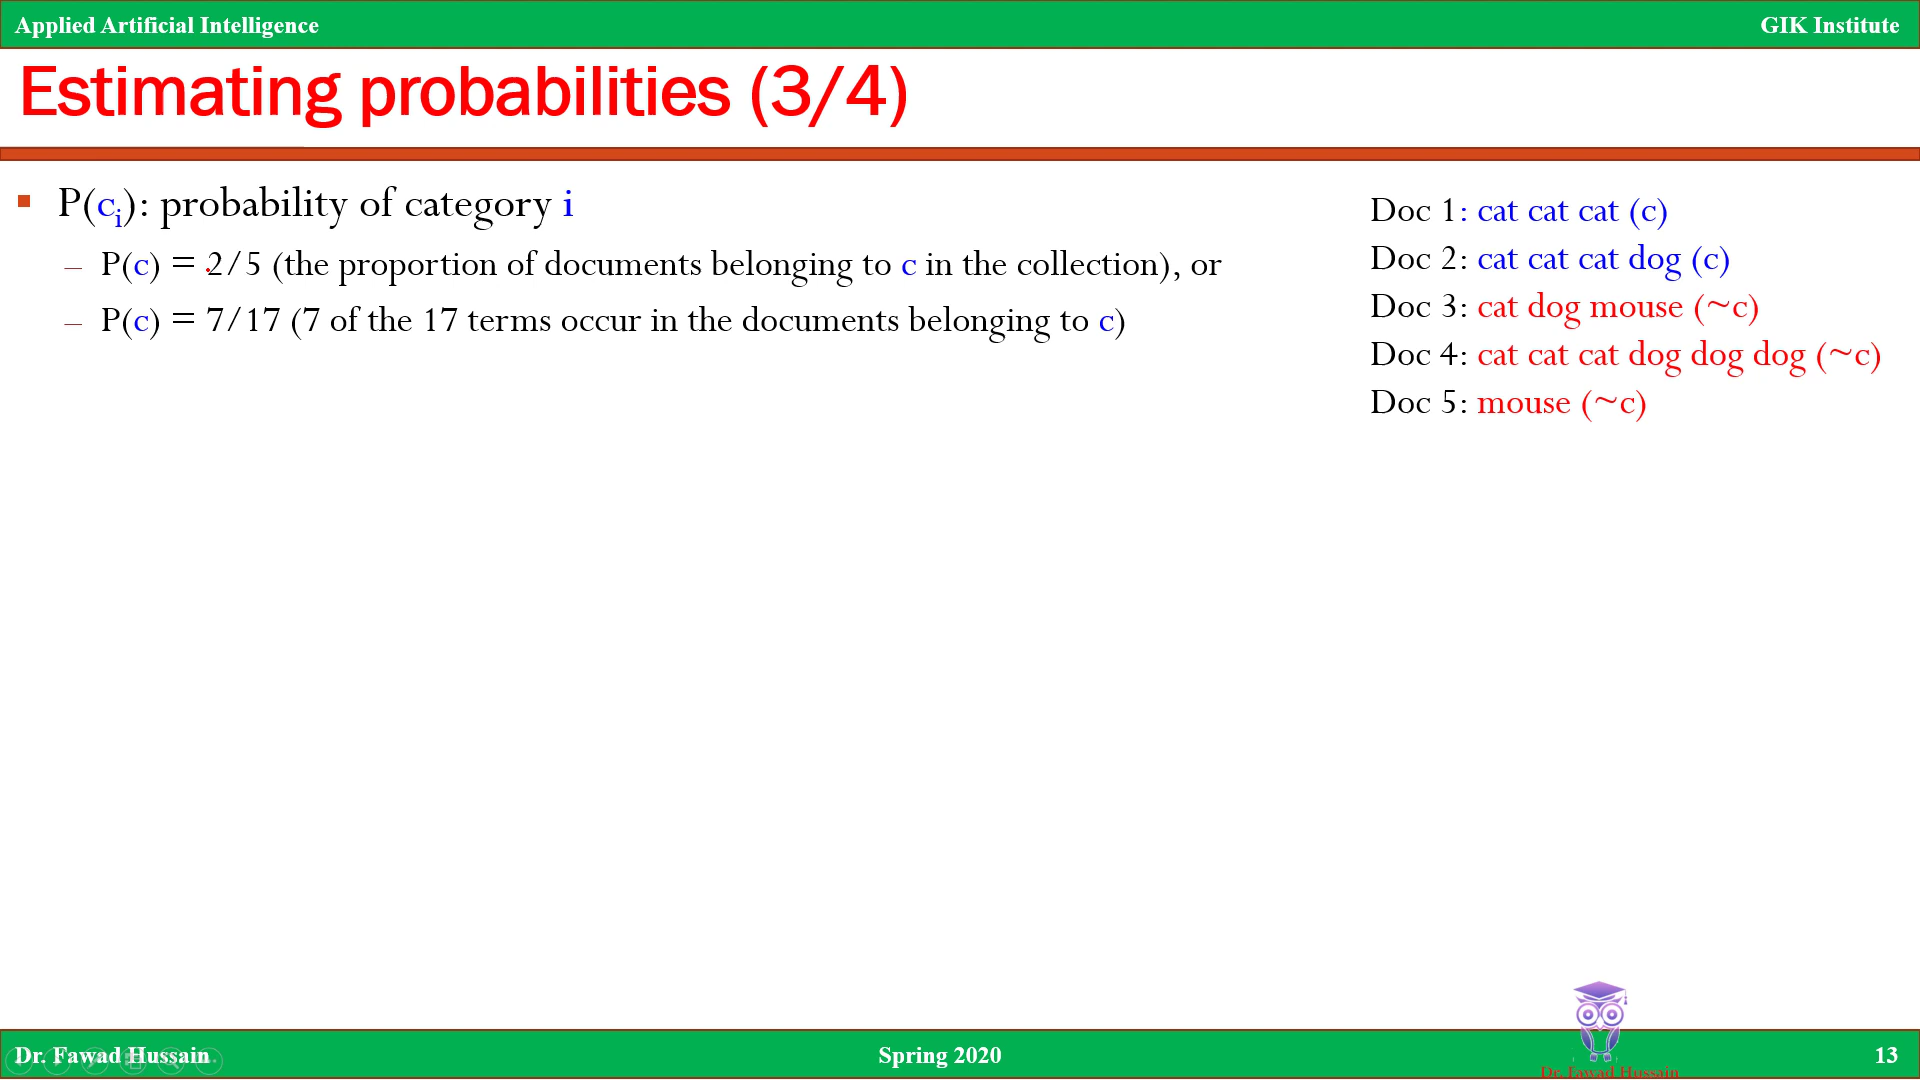 Applied Artificial Intelligence
GIK Institute
Estimating probabilities (3/4)
P(ci): probability of category i
– P(c) = 2/5 (the proportion of documents belonging to c in the collection), or
– P(c) = 7/17 (7 of the 17 terms occur in the documents belonging to c)
Doc 1: cat cat cat (c)
Doc 2: cat cat cat dog (c)
Doc 3: cat dog mouse (~c)
Doc 4: cat cat cat dog dog dog (~c)
Doc 5: mouse (~c)
Dr. Fawad Hussain
Dr. Fawad Hussain
Spring 2020
13